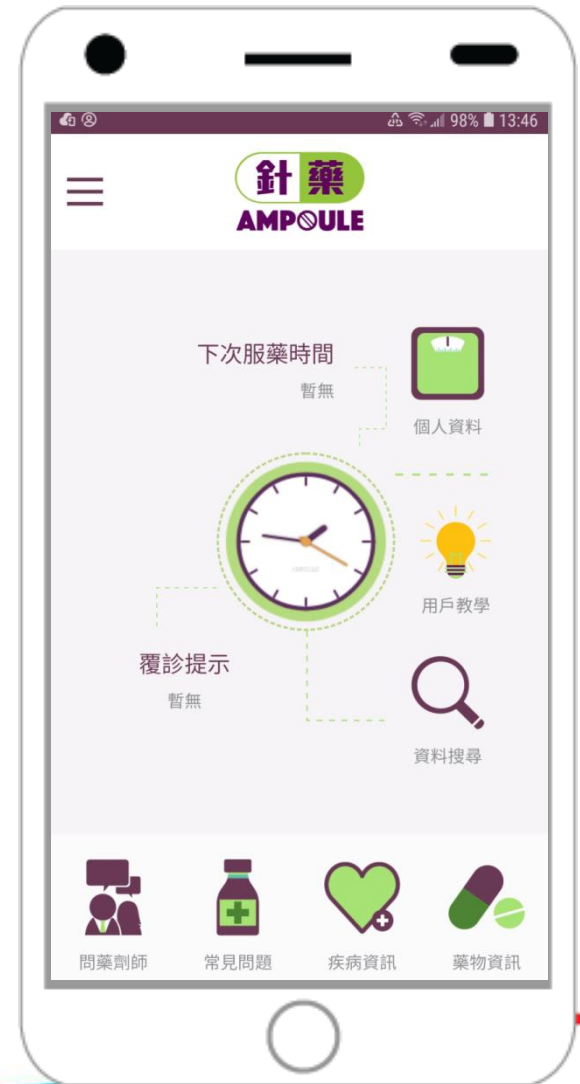 98% 13:46
針藥
AMPOULE
下次服藥時間
暫無
個人資料
用戶教學
覆診提示
暫無
資料搜尋
問藥劑師
常見問題
疾病資訊
藥物資訊